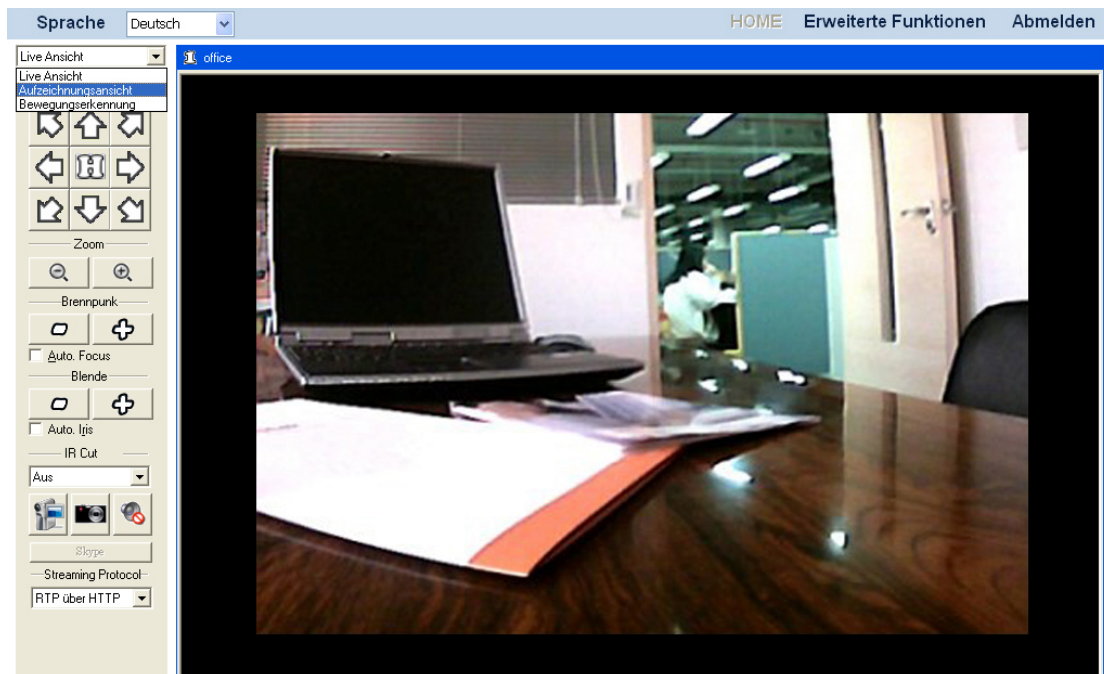 Sprache Deutsch HOME Erweiterte Funktionen Abmelden
Live Ansicht
office
Live Ansicht
Aufzeichnungsansicht
Bewegungserkennung
Zoom
Brennpunk
Auto. Focus
Blende
Auto. Iris
IR Cut
Aus
Skype
Streaming Protocol
RTP über HTTP